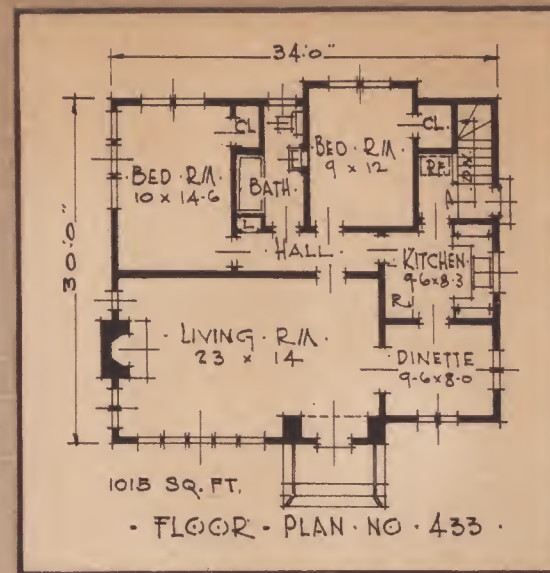 34'0"
30'0"
CL.
BED R'M.
10 x 14-6
BATH
L.
BED R'M.
9 x 12
CL.
REF.
DN.
HALL
KITCHEN
9-6x8-3
R.
LIVING R'M.
23 x 14
DINETTE
9-6x8-0
1015 SQ. FT.
· FLOOR · PLAN · NO · 433 ·